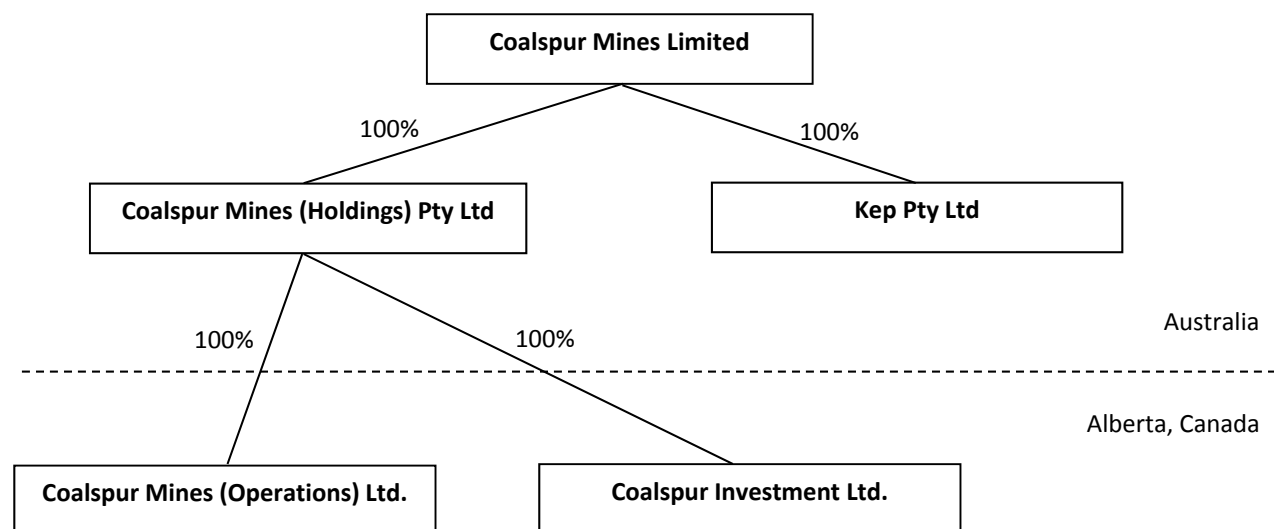 Coalspur Mines Limited
100%
100%
Coalspur Mines (Holdings) Pty Ltd
Kep Pty Ltd
Australia
100%
100%
Alberta, Canada
Coalspur Mines (Operations) Ltd.
Coalspur Investment Ltd.